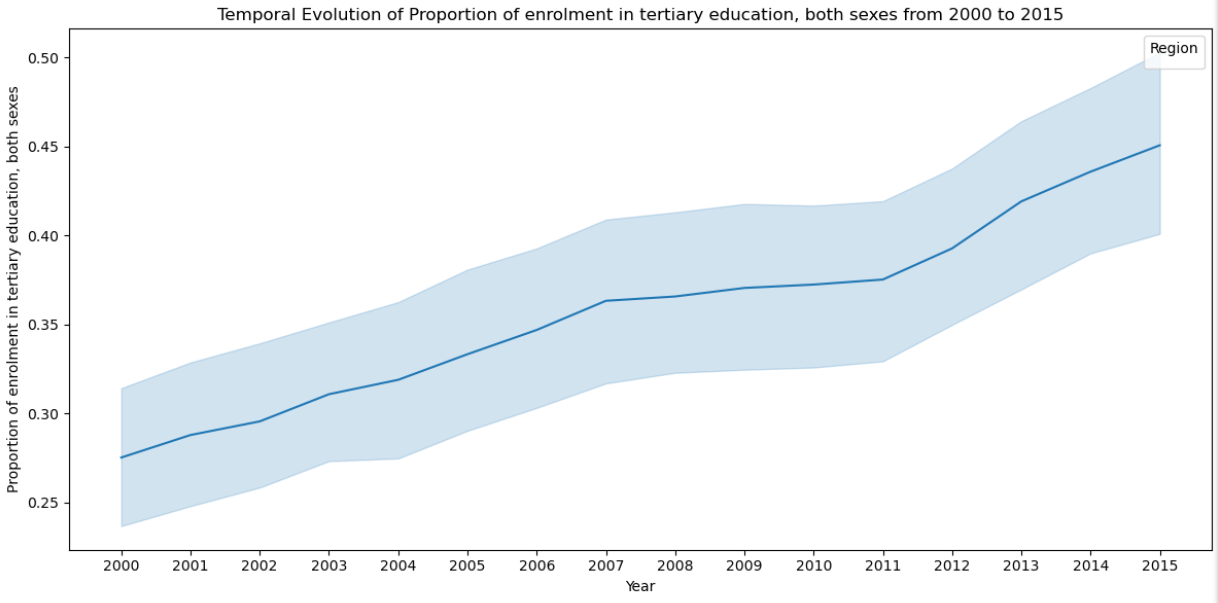 Temporal Evolution of Proportion of enrolment in tertiary education, both sexes from 2000 to 2015
Region
Proportion of enrolment in tertiary education, both sexes
0.50
0.45
0.40
0.35
0.30
0.25
2000 2001 2002 2003 2004 2005 2006 2007 2008 2009 2010 2011 2012 2013 2014 2015
Year